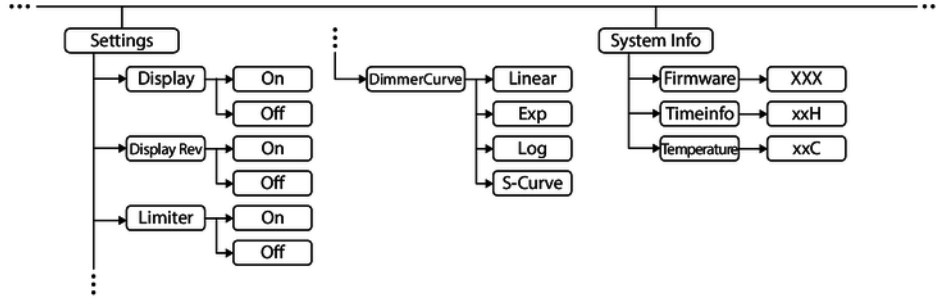 Settings
Display
On
Off
Display Rev
On
Off
Limiter
On
Off
DimmerCurve
Linear
Exp
Log
S-Curve
System Info
Firmware
XXX
Timeinfo
xxH
Temperature
xxC